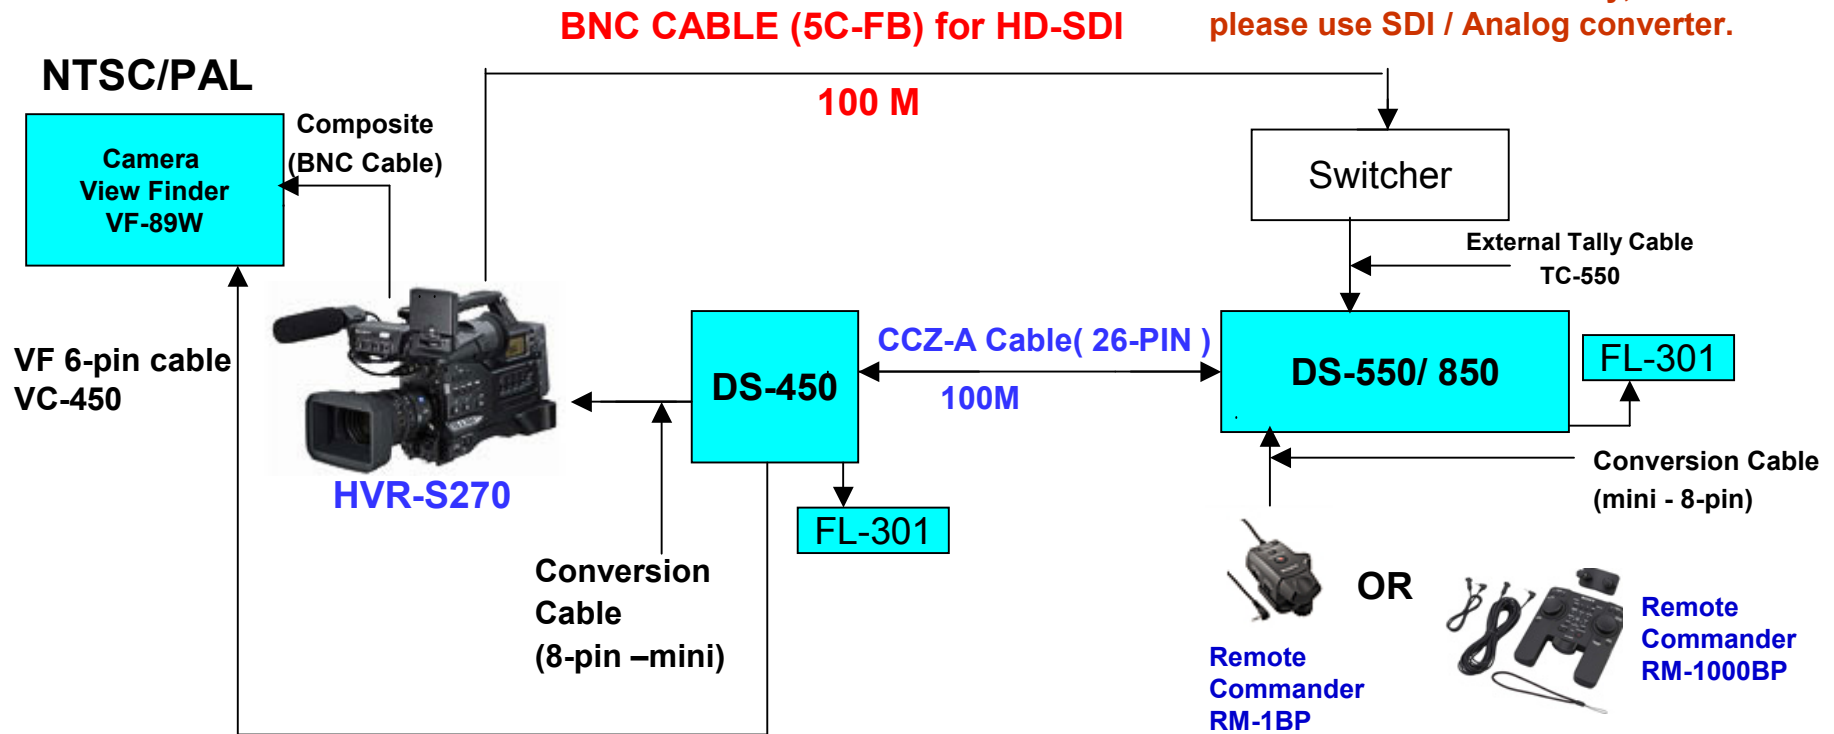 BNC CABLE (5C-FB) for HD-SDI
please use SDI / Analog converter.
NTSC/PAL
100 M
Composite
(BNC Cable)
Camera
View Finder
VF-89W
Switcher
External Tally Cable
TC-550
VF 6-pin cable
VC-450
DS-450
CCZ-A Cable( 26-PIN )
100M
DS-550/ 850
FL-301
HVR-S270
FL-301
Conversion Cable
(mini - 8-pin)
Conversion
Cable
(8-pin –mini)
OR
Remote
Commander
RM-1BP
Remote
Commander
RM-1000BP